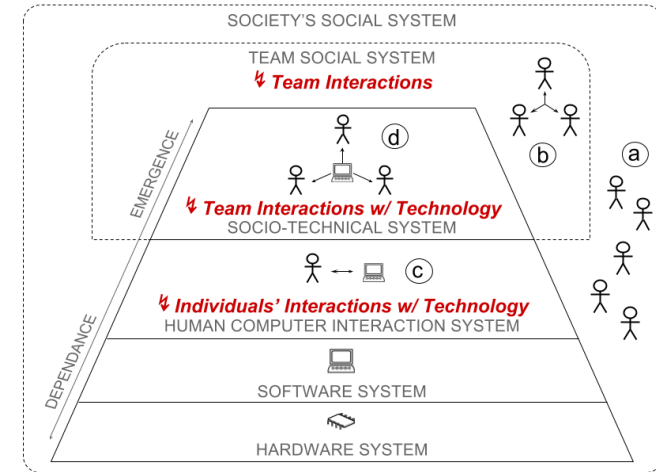 SOCIETY'S SOCIAL SYSTEM
TEAM SOCIAL SYSTEM
Team Interactions
d
b
a
EMERGENCE
Team Interactions w/ Technology
SOCIO-TECHNICAL SYSTEM
c
Individuals' Interactions w/ Technology
HUMAN COMPUTER INTERACTION SYSTEM
DEPENDANCE
SOFTWARE SYSTEM
HARDWARE SYSTEM